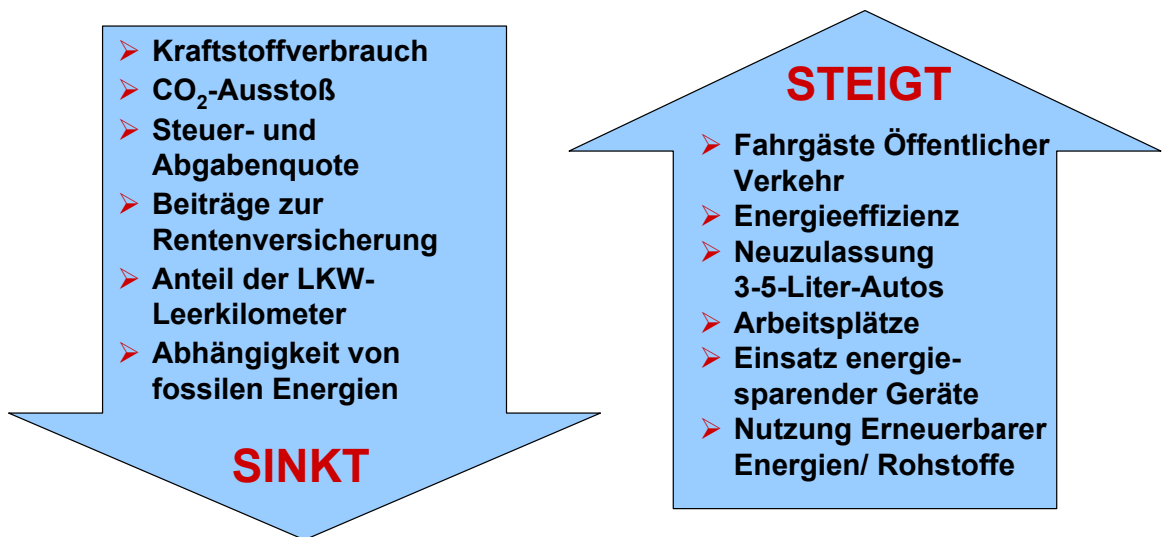 ➢ Kraftstoffverbrauch
➢ CO₂-Ausstoß
➢ Steuer- und
Abgabenquote
➢ Beiträge zur
Rentenversicherung
➢ Anteil der LKW-
Leerkilometer
➢ Abhängigkeit von
fossilen Energien
SINKT
STEIGT
➢ Fahrgäste Öffentlicher
Verkehr
➢ Energieeffizienz
➢ Neuzulassung
3-5-Liter-Autos
➢ Arbeitsplätze
➢ Einsatz energie-
sparender Geräte
➢ Nutzung Erneuerbarer
Energien/ Rohstoffe